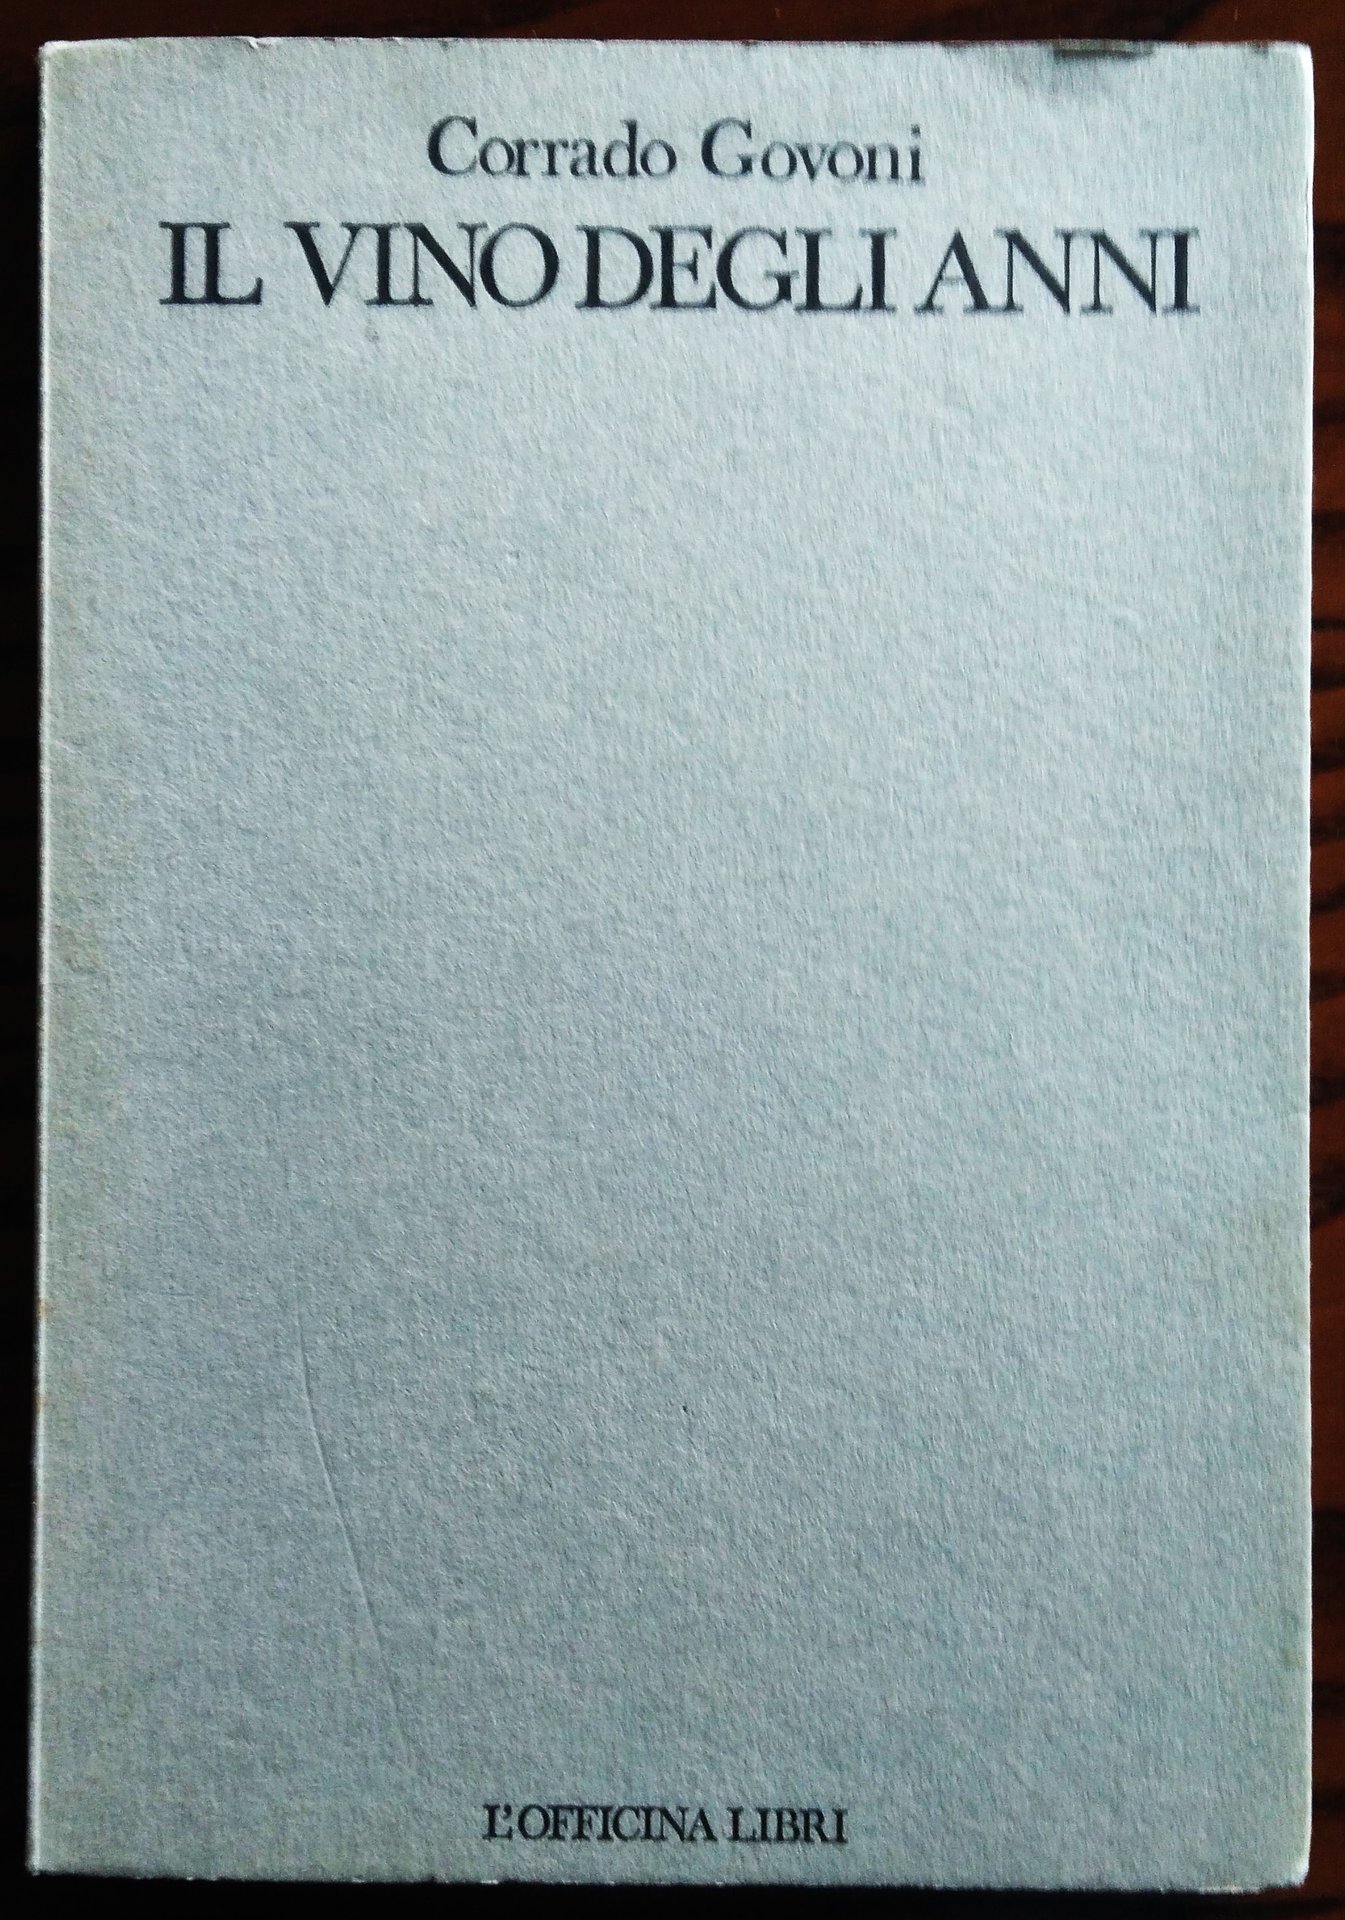 Corrado Govoni
IL VINO DEGLI ANNI
L'OFFICINA LIBRI